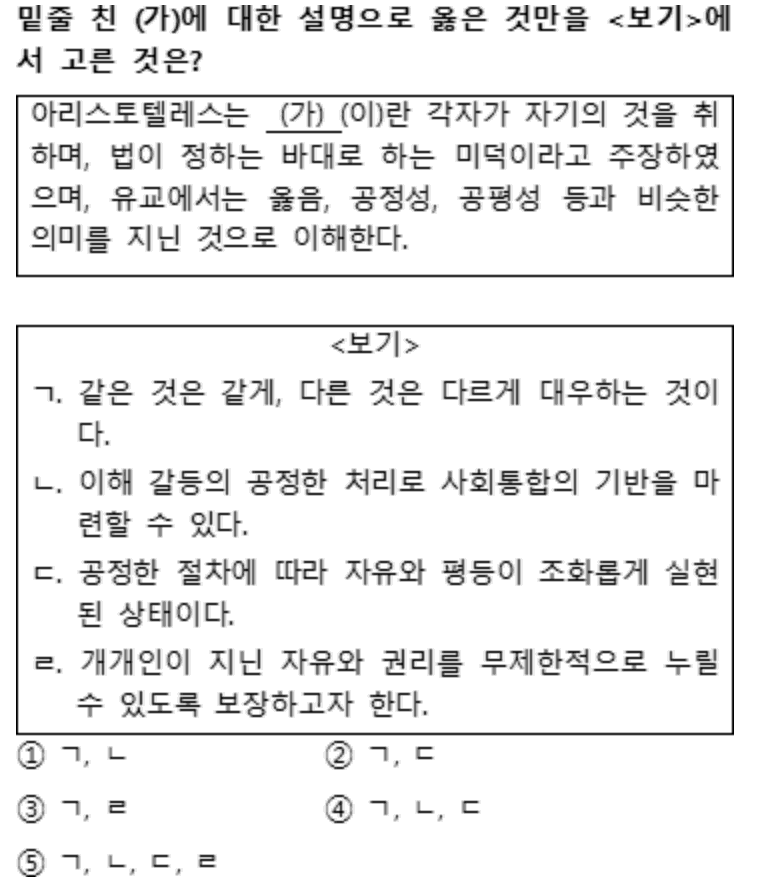 밑줄 친 (가)에 대한 설명으로 옳은 것만을 <보기>에
서 고른 것은?
아리스토텔레스는 (가) (이)란 각자가 자기의 것을 취
하며, 법이 정하는 바대로 하는 미덕이라고 주장하였
으며, 유교에서는 옳음, 공정성, 공평성 등과 비슷한
의미를 지닌 것으로 이해한다.
<보기>
ㄱ. 같은 것은 같게, 다른 것은 다르게 대우하는 것이
다.
ㄴ. 이해 갈등의 공정한 처리로 사회통합의 기반을 마
련할 수 있다.
ㄷ. 공정한 절차에 따라 자유와 평등이 조화롭게 실현
된 상태이다.
ㄹ. 개개인이 지닌 자유와 권리를 무제한적으로 누릴
수 있도록 보장하고자 한다.
① ㄱ, ㄴ ② ㄱ, ㄷ
③ ㄱ, ㄹ ④ ㄱ, ㄴ, ㄷ
⑤ ㄱ, ㄴ, ㄷ, ㄹ